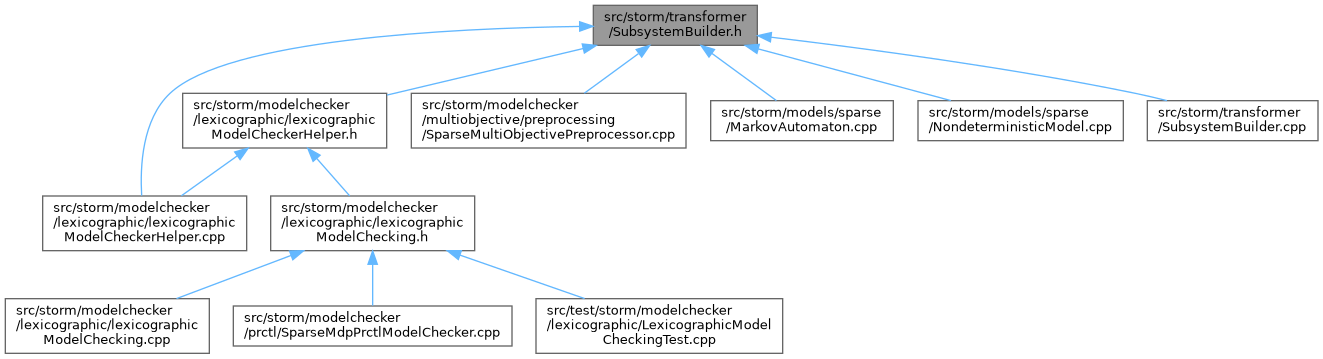 src/storm/transformer
/SubsystemBuilder.h
src/storm/modelchecker
/lexicographic/lexicographic
ModelCheckerHelper.h
src/storm/modelchecker
/multiobjective/preprocessing
/SparseMultiObjectivePreprocessor.cpp
src/storm/models/sparse
/MarkovAutomaton.cpp
src/storm/models/sparse
/NondeterministicModel.cpp
src/storm/transformer
/SubsystemBuilder.cpp
src/storm/modelchecker
/lexicographic/lexicographic
ModelCheckerHelper.cpp
src/storm/modelchecker
/lexicographic/lexicographic
ModelChecking.h
src/storm/modelchecker
/lexicographic/lexicographic
ModelChecking.cpp
src/storm/modelchecker
/prctl/SparseMdpPrctlModelChecker.cpp
src/test/storm/modelchecker
/lexicographic/LexicographicModel
CheckingTest.cpp